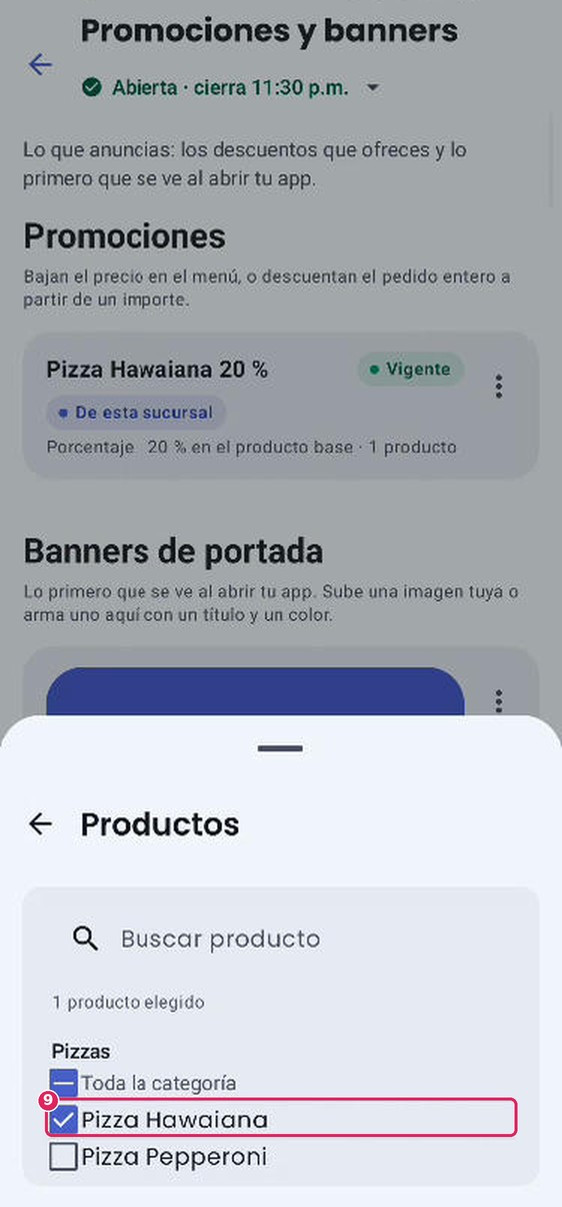 Promociones y banners
Abierta · cierra 11:30 p.m.
Lo que anuncias: los descuentos que ofreces y lo
primero que se ve al abrir tu app.
Promociones
Bajan el precio en el menú, o descuentan el pedido entero a
partir de un importe.
Pizza Hawaiana 20 %
Vigente
De esta sucursal
Porcentaje 20 % en el producto base · 1 producto
Banners de portada
Lo primero que se ve al abrir tu app. Sube una imagen tuya o
arma uno aquí con un título y un color.
Productos
Buscar producto
1 producto elegido
Pizzas
Toda la categoría
9
Pizza Hawaiana
Pizza Pepperoni